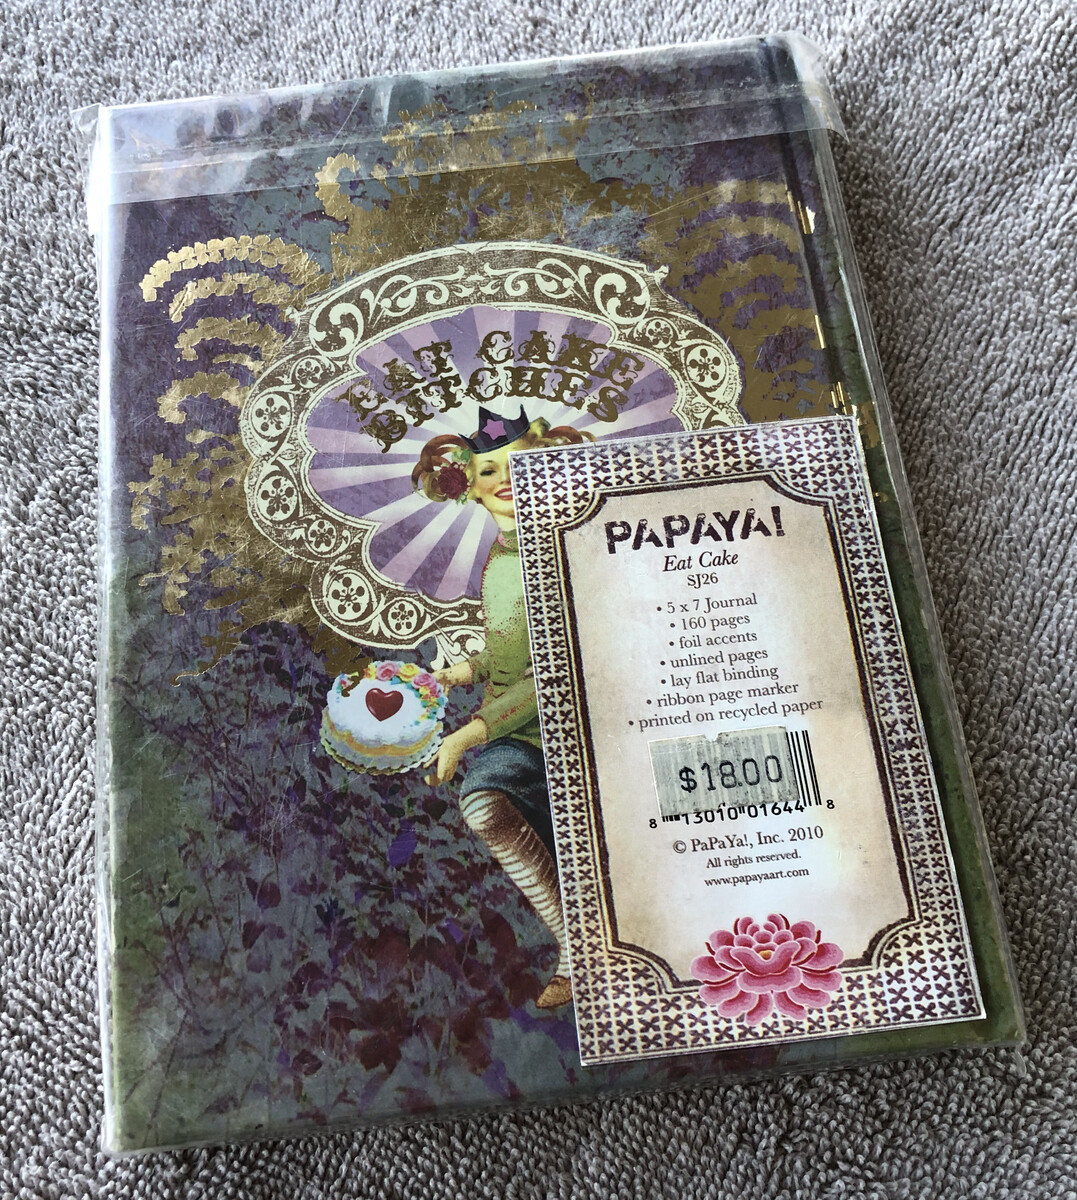 EAT CAKE
BITCHES
PAPAYA!
Eat Cake
SJ26
• 5 x 7 Journal
• 160 pages
• foil accents
• unlined pages
• lay flat binding
• ribbon page marker
• printed on recycled paper
$18.00
8 13010 01644 8
© PaPaYa!, Inc. 2010
All rights reserved.
www.papayaart.com